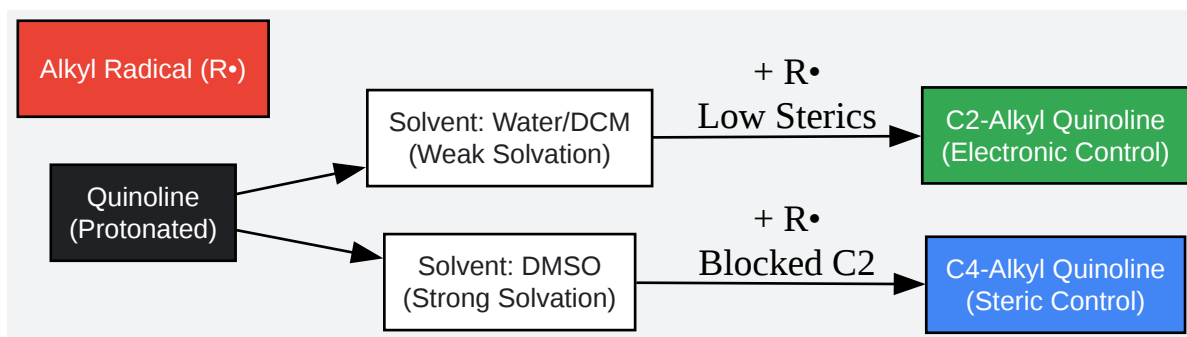 Alkyl Radical (R•)
Quinoline
(Protonated)
Solvent: Water/DCM
(Weak Solvation)
+ R•
Low Sterics
C2-Alkyl Quinoline
(Electronic Control)
Solvent: DMSO
(Strong Solvation)
+ R•
Blocked C2
C4-Alkyl Quinoline
(Steric Control)